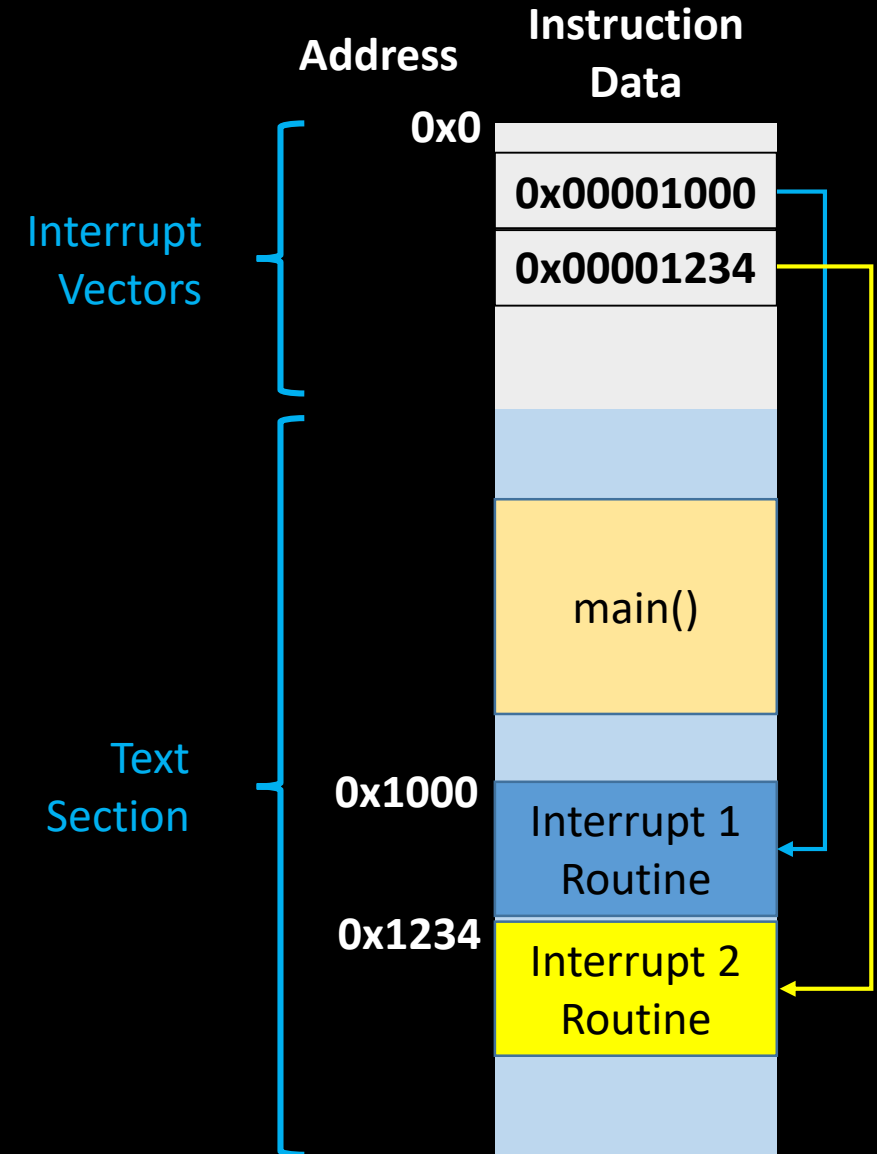 Address
Instruction
Data
0x0
0x00001000
Interrupt
Vectors
0x00001234
main()
Text
Section
0x1000
Interrupt 1
Routine
0x1234
Interrupt 2
Routine